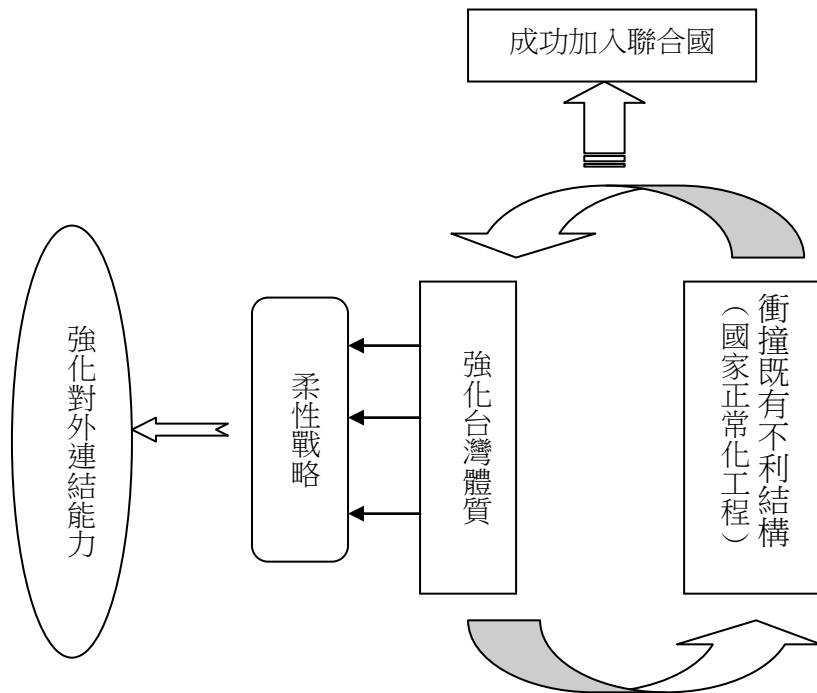 成功加入聯合國
衝撞既有不利結構
（國家正常化工程）
強化台灣體質
柔性戰略
強化對外連結能力